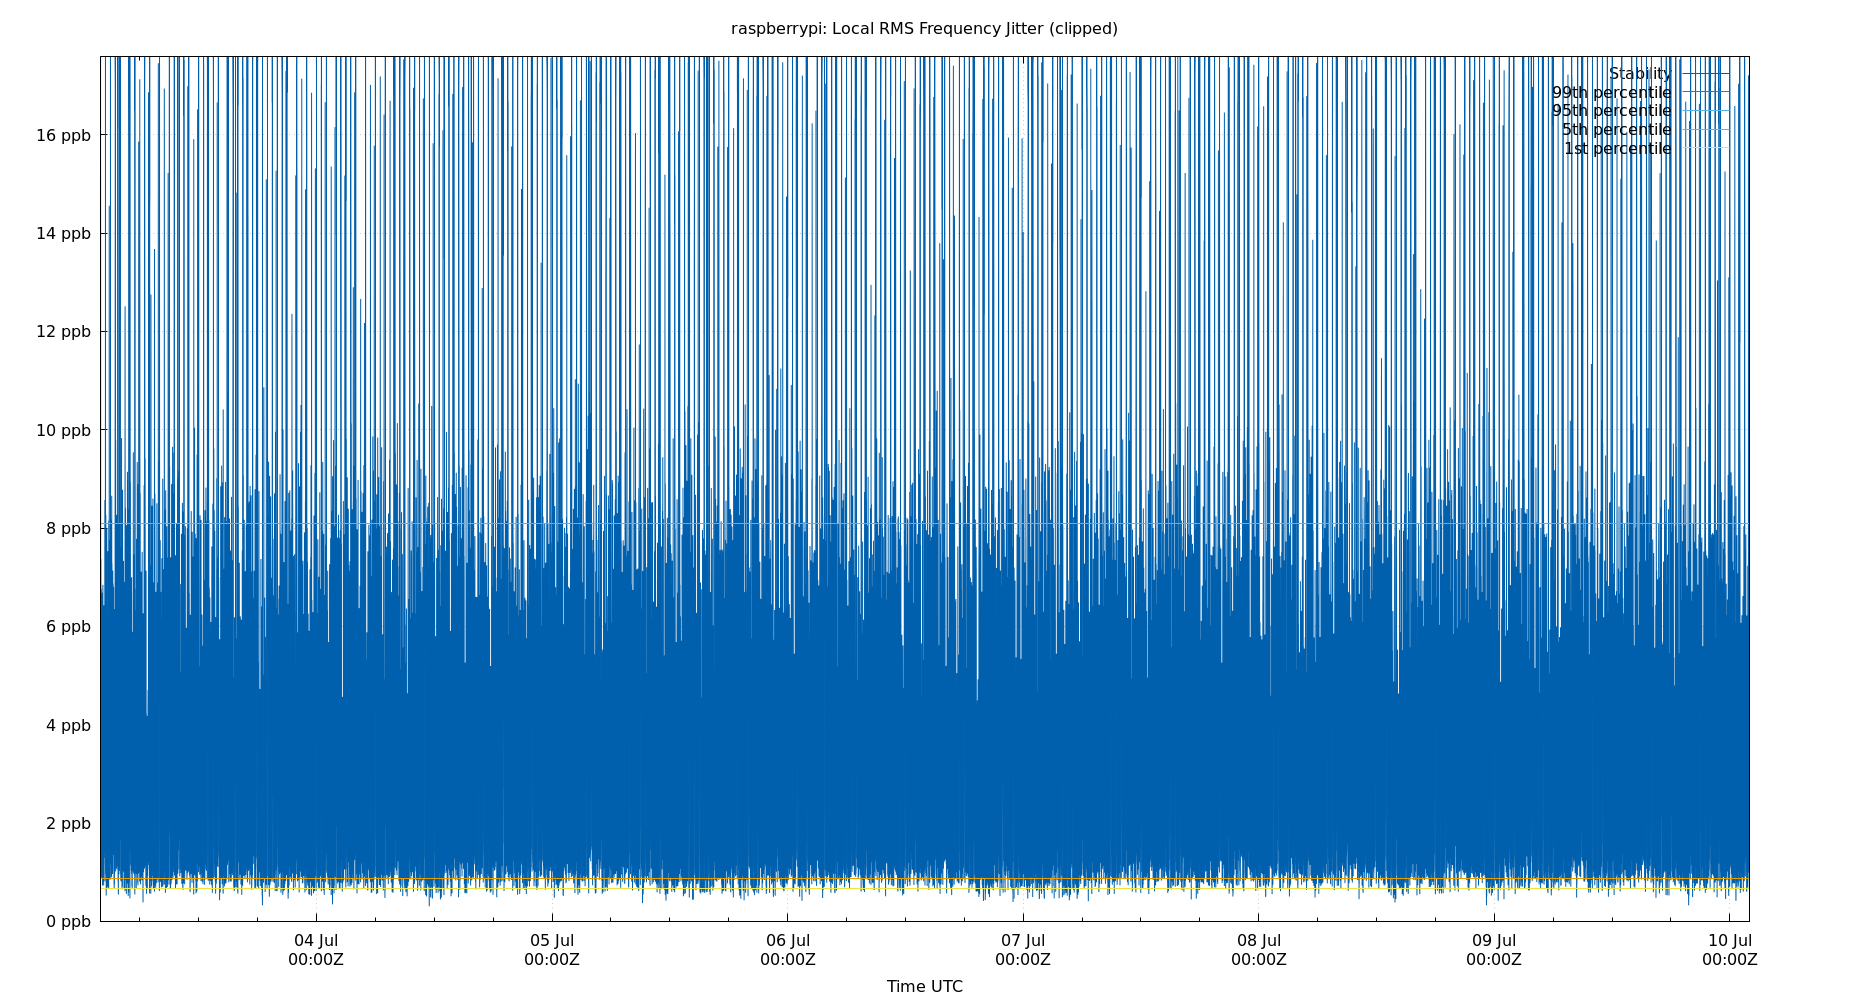 raspberrypi: Local RMS Frequency Jitter (clipped)
Stability
99th percentile
95th percentile
5th percentile
1st percentile
16 ppb
14 ppb
12 ppb
10 ppb
8 ppb
6 ppb
4 ppb
2 ppb
0 ppb
04 Jul 05 Jul 06 Jul 07 Jul 08 Jul 09 Jul 10 Jul
00:00Z 00:00Z 00:00Z 00:00Z 00:00Z 00:00Z 00:00Z
Time UTC